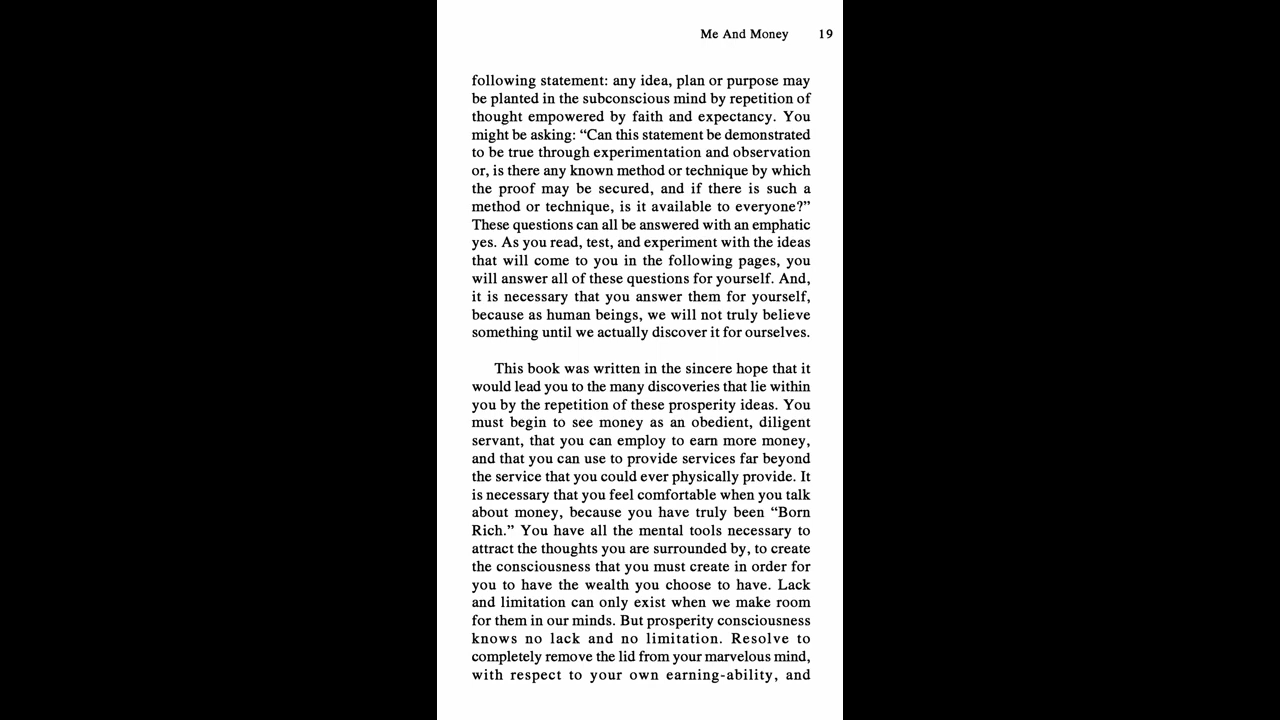 Me And Money 19
following statement: any idea, plan or purpose may
be planted in the subconscious mind by repetition of
thought empowered by faith and expectancy. You
might be asking: “Can this statement be demonstrated
to be true through experimentation and observation
or, is there any known method or technique by which
the proof may be secured, and if there is such a
method or technique, is it available to everyone?”
These questions can all be answered with an emphatic
yes. As you read, test, and experiment with the ideas
that will come to you in the following pages, you
will answer all of these questions for yourself. And,
it is necessary that you answer them for yourself,
because as human beings, we will not truly believe
something until we actually discover it for ourselves.
This book was written in the sincere hope that it
would lead you to the many discoveries that lie within
you by the repetition of these prosperity ideas. You
must begin to see money as an obedient, diligent
servant, that you can employ to earn more money,
and that you can use to provide services far beyond
the service that you could ever physically provide. It
is necessary that you feel comfortable when you talk
about money, because you have truly been “Born
Rich.” You have all the mental tools necessary to
attract the thoughts you are surrounded by, to create
the consciousness that you must create in order for
you to have the wealth you choose to have. Lack
and limitation can only exist when we make room
for them in our minds. But prosperity consciousness
knows no lack and no limitation. Resolve to
completely remove the lid from your marvelous mind,
with respect to your own earning-ability, and